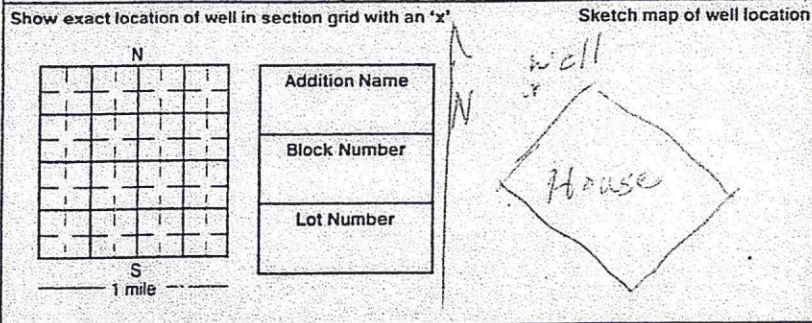 Show exact location of well in section grid with an 'x'
Sketch map of well location
N
S
1 mile
Addition Name
Block Number
Lot Number
N
well
x
House